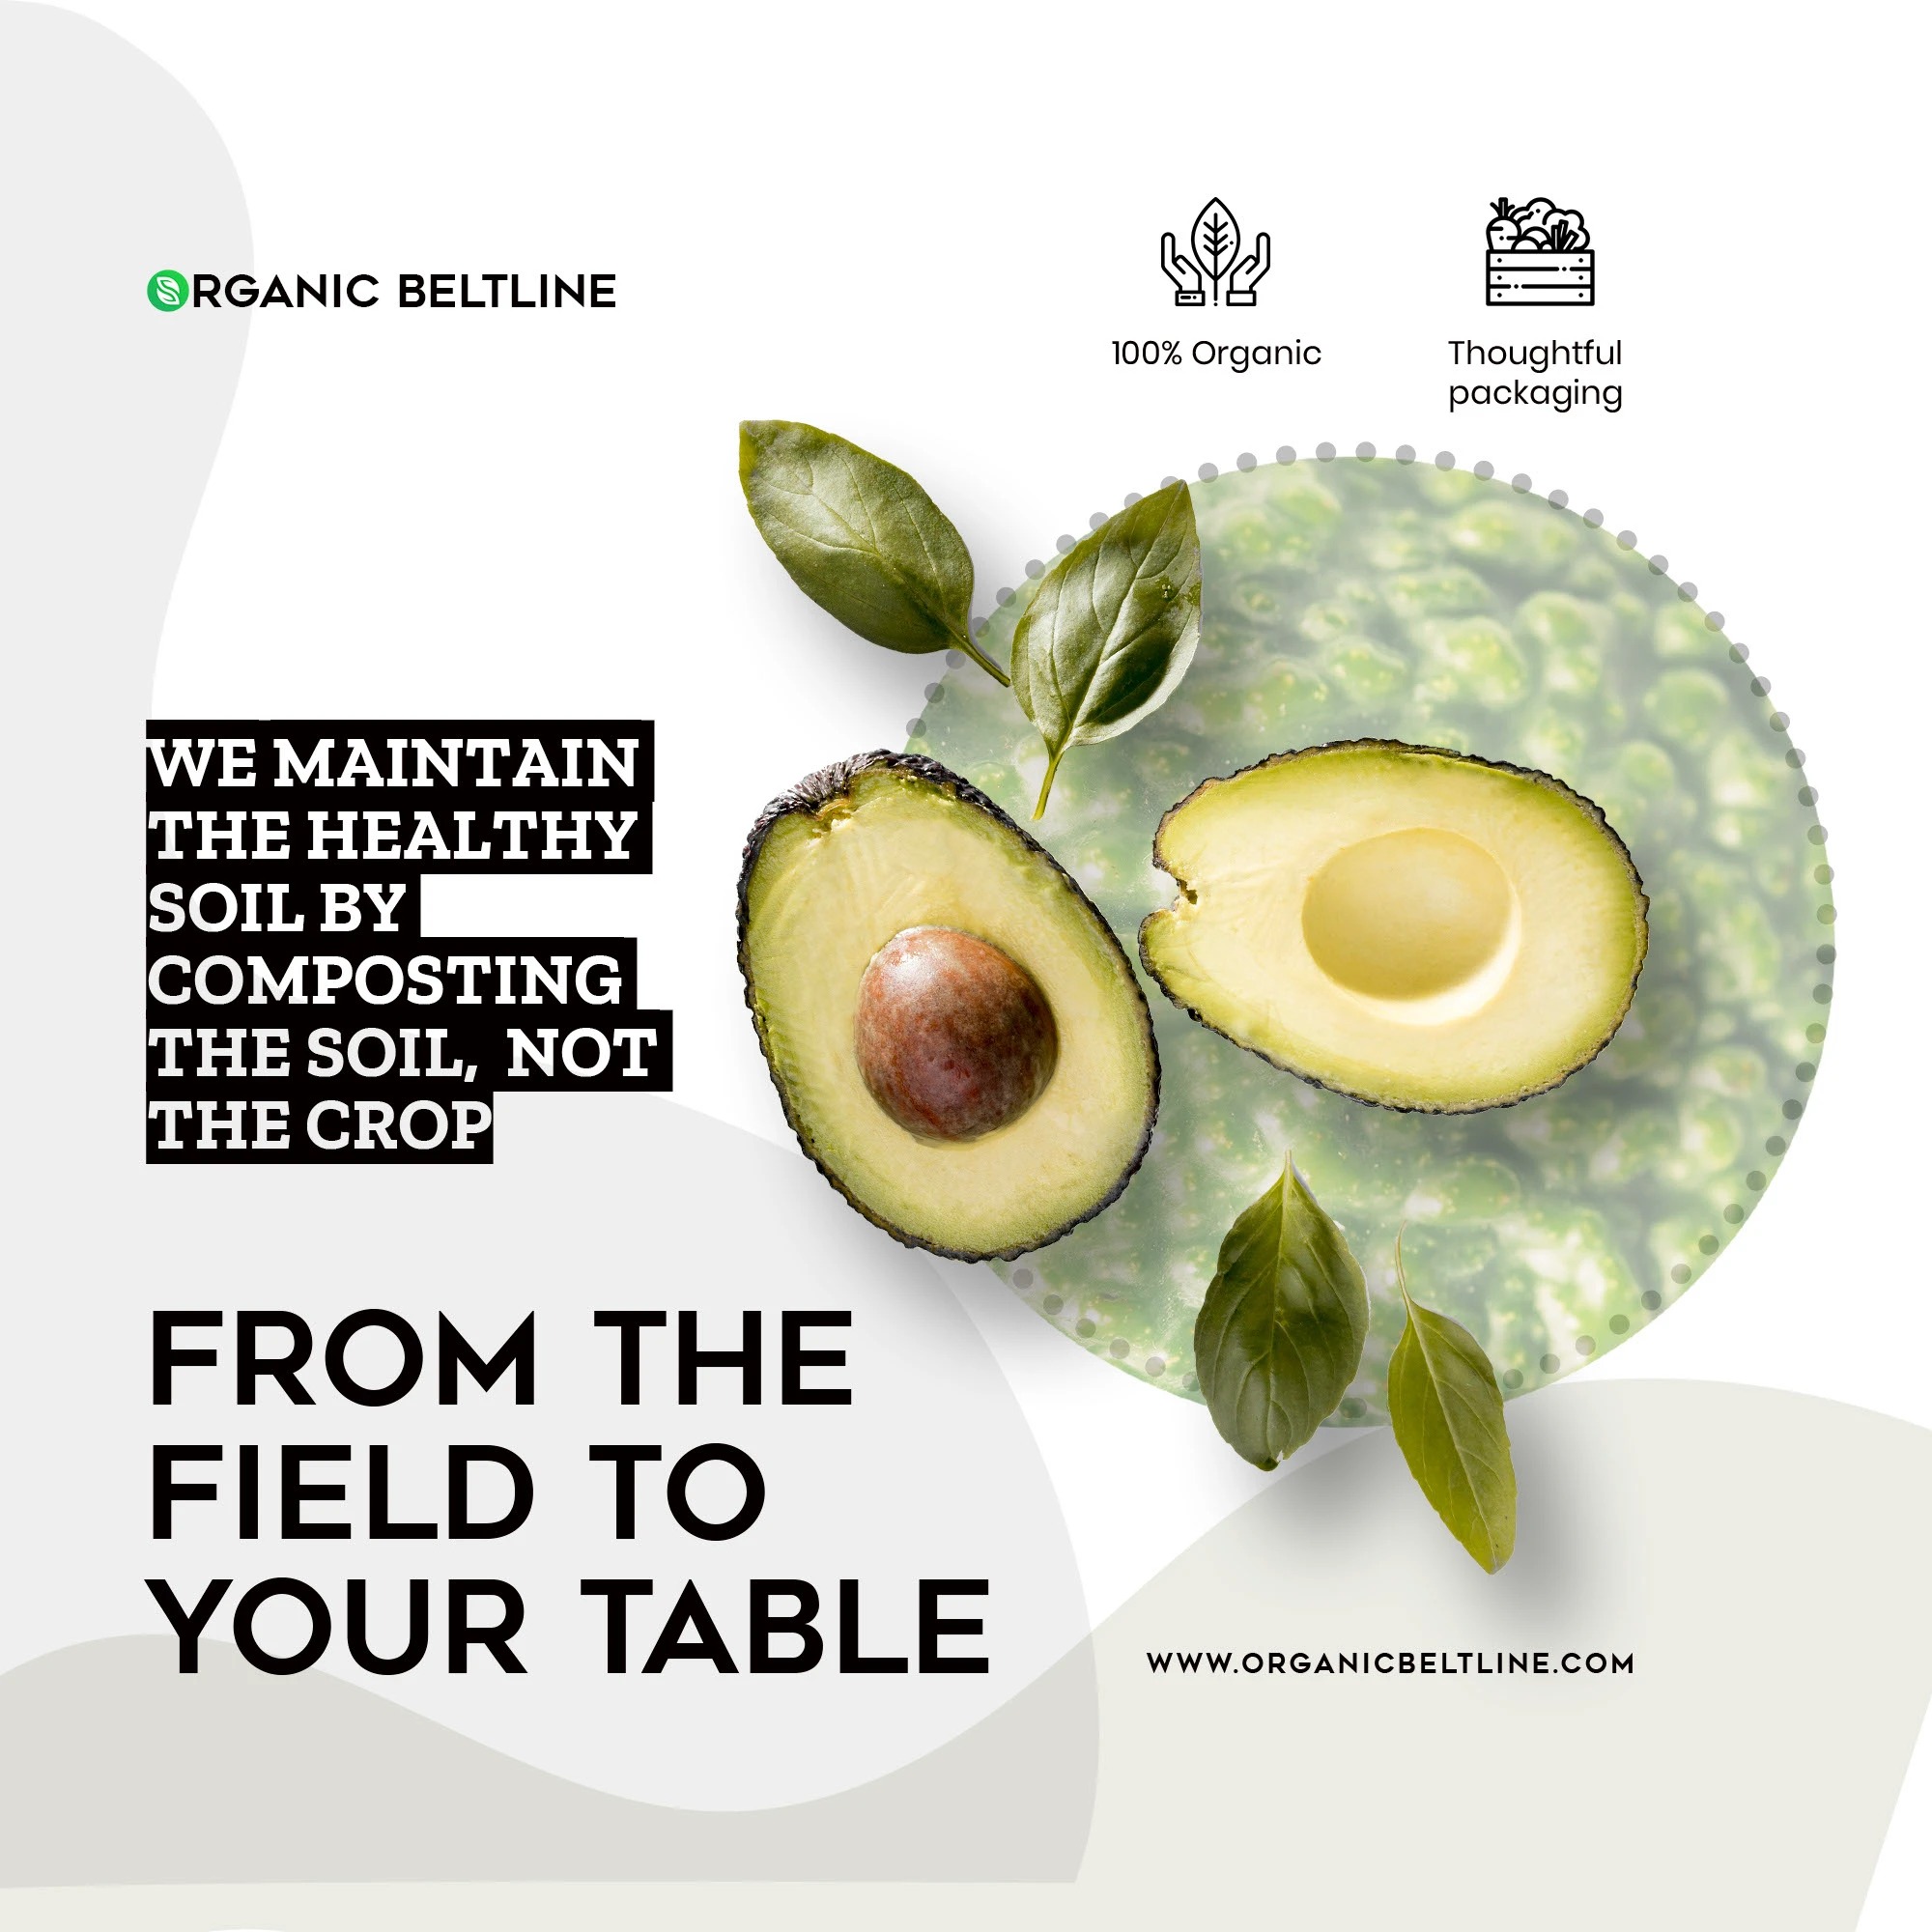 ORGANIC BELTLINE
100% Organic
Thoughtful
packaging
WE MAINTAIN
THE HEALTHY
SOIL BY
COMPOSTING
THE SOIL, NOT
THE CROP
FROM THE
FIELD TO
YOUR TABLE
WWW.ORGANICBELTLINE.COM